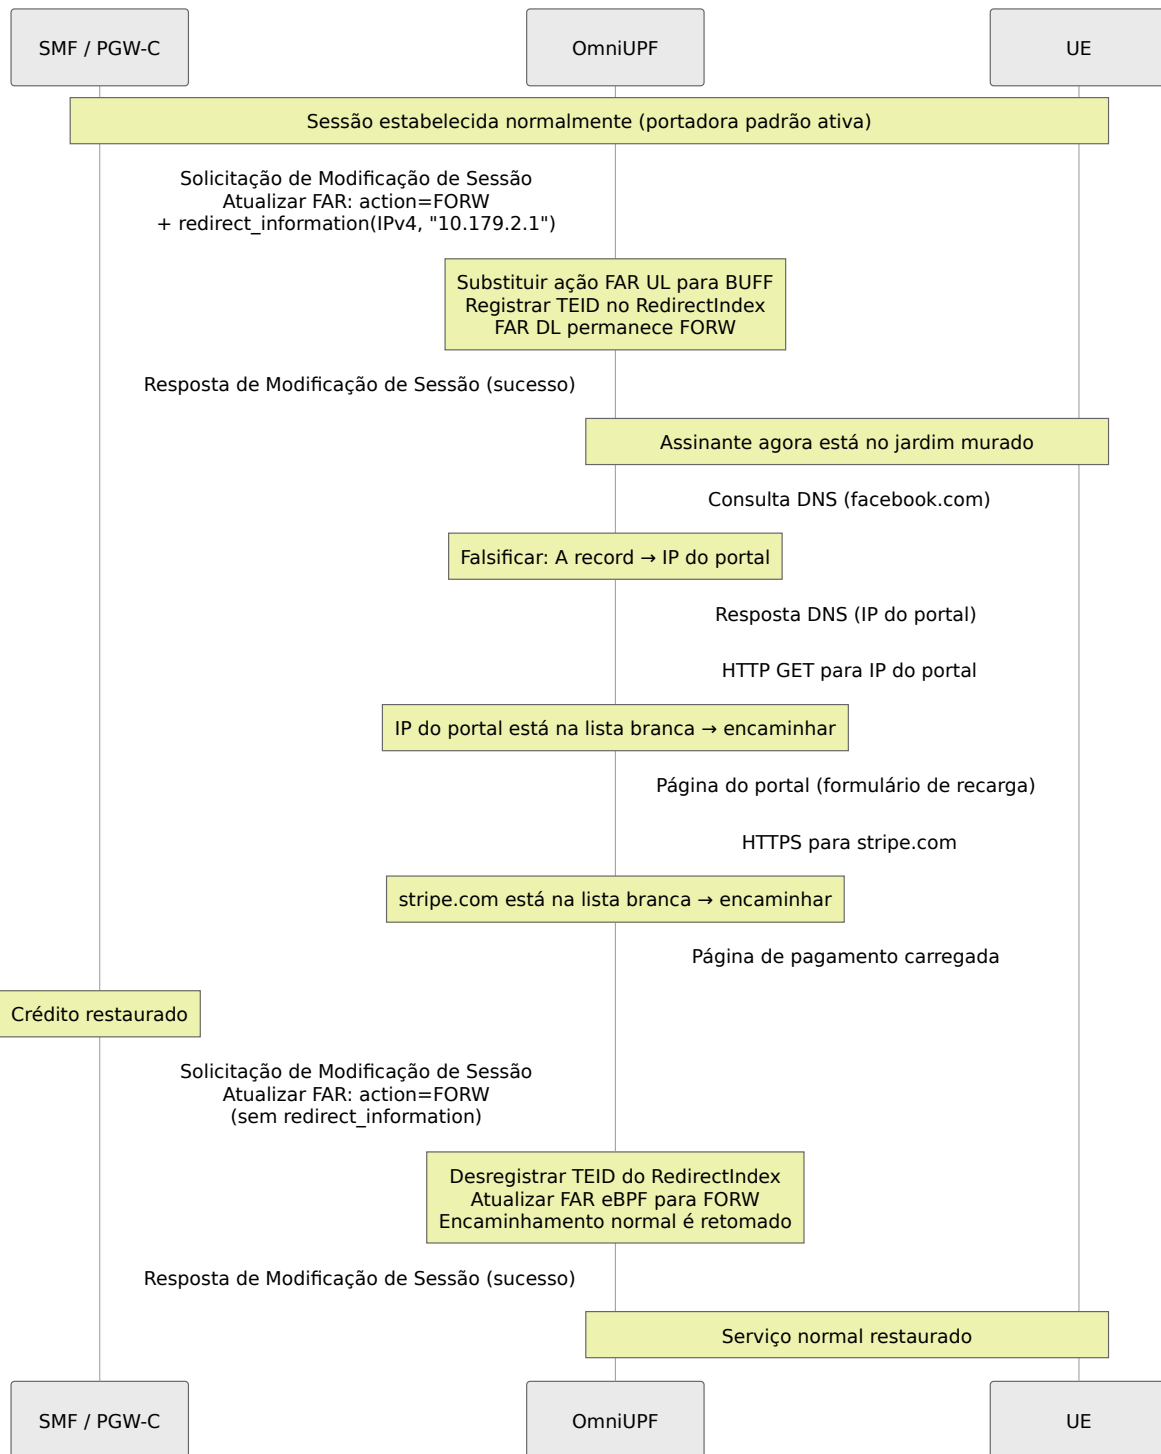 SMF / PGW-C
OmniUPF
UE
Sessão estabelecida normalmente (portadora padrão ativa)
Solicitação de Modificação de Sessão
Atualizar FAR: action=FORW
+ redirect_information(IPv4, "10.179.2.1")
Substituir ação FAR UL para BUFF
Registrar TEID no RedirectIndex
FAR DL permanece FORW
Resposta de Modificação de Sessão (sucesso)
Assinante agora está no jardim murado
Consulta DNS (facebook.com)
Falsificar: A record → IP do portal
Resposta DNS (IP do portal)
HTTP GET para IP do portal
IP do portal está na lista branca → encaminhar
Página do portal (formulário de recarga)
HTTPS para stripe.com
stripe.com está na lista branca → encaminhar
Página de pagamento carregada
Crédito restaurado
Solicitação de Modificação de Sessão
Atualizar FAR: action=FORW
(sem redirect_information)
Desregistrar TEID do RedirectIndex
Atualizar FAR eBPF para FORW
Encaminhamento normal é retomado
Resposta de Modificação de Sessão (sucesso)
Serviço normal restaurado
SMF / PGW-C
OmniUPF
UE